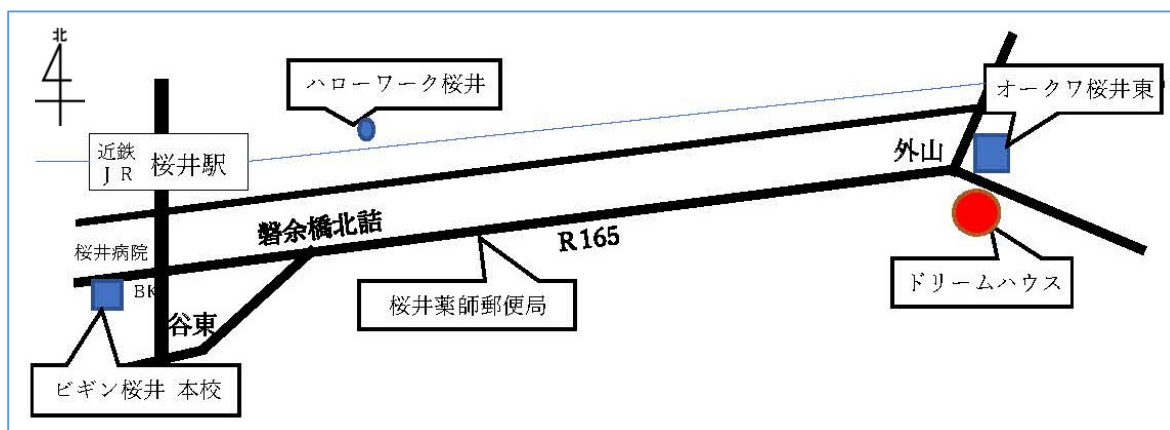 北
ハローワーク桜井
オークワ桜井東
近鉄
ＪＲ
桜井駅
外山
磐余橋北詰
R165
桜井病院
BK
桜井薬師郵便局
ドリームハウス
谷東
ビギン桜井 本校